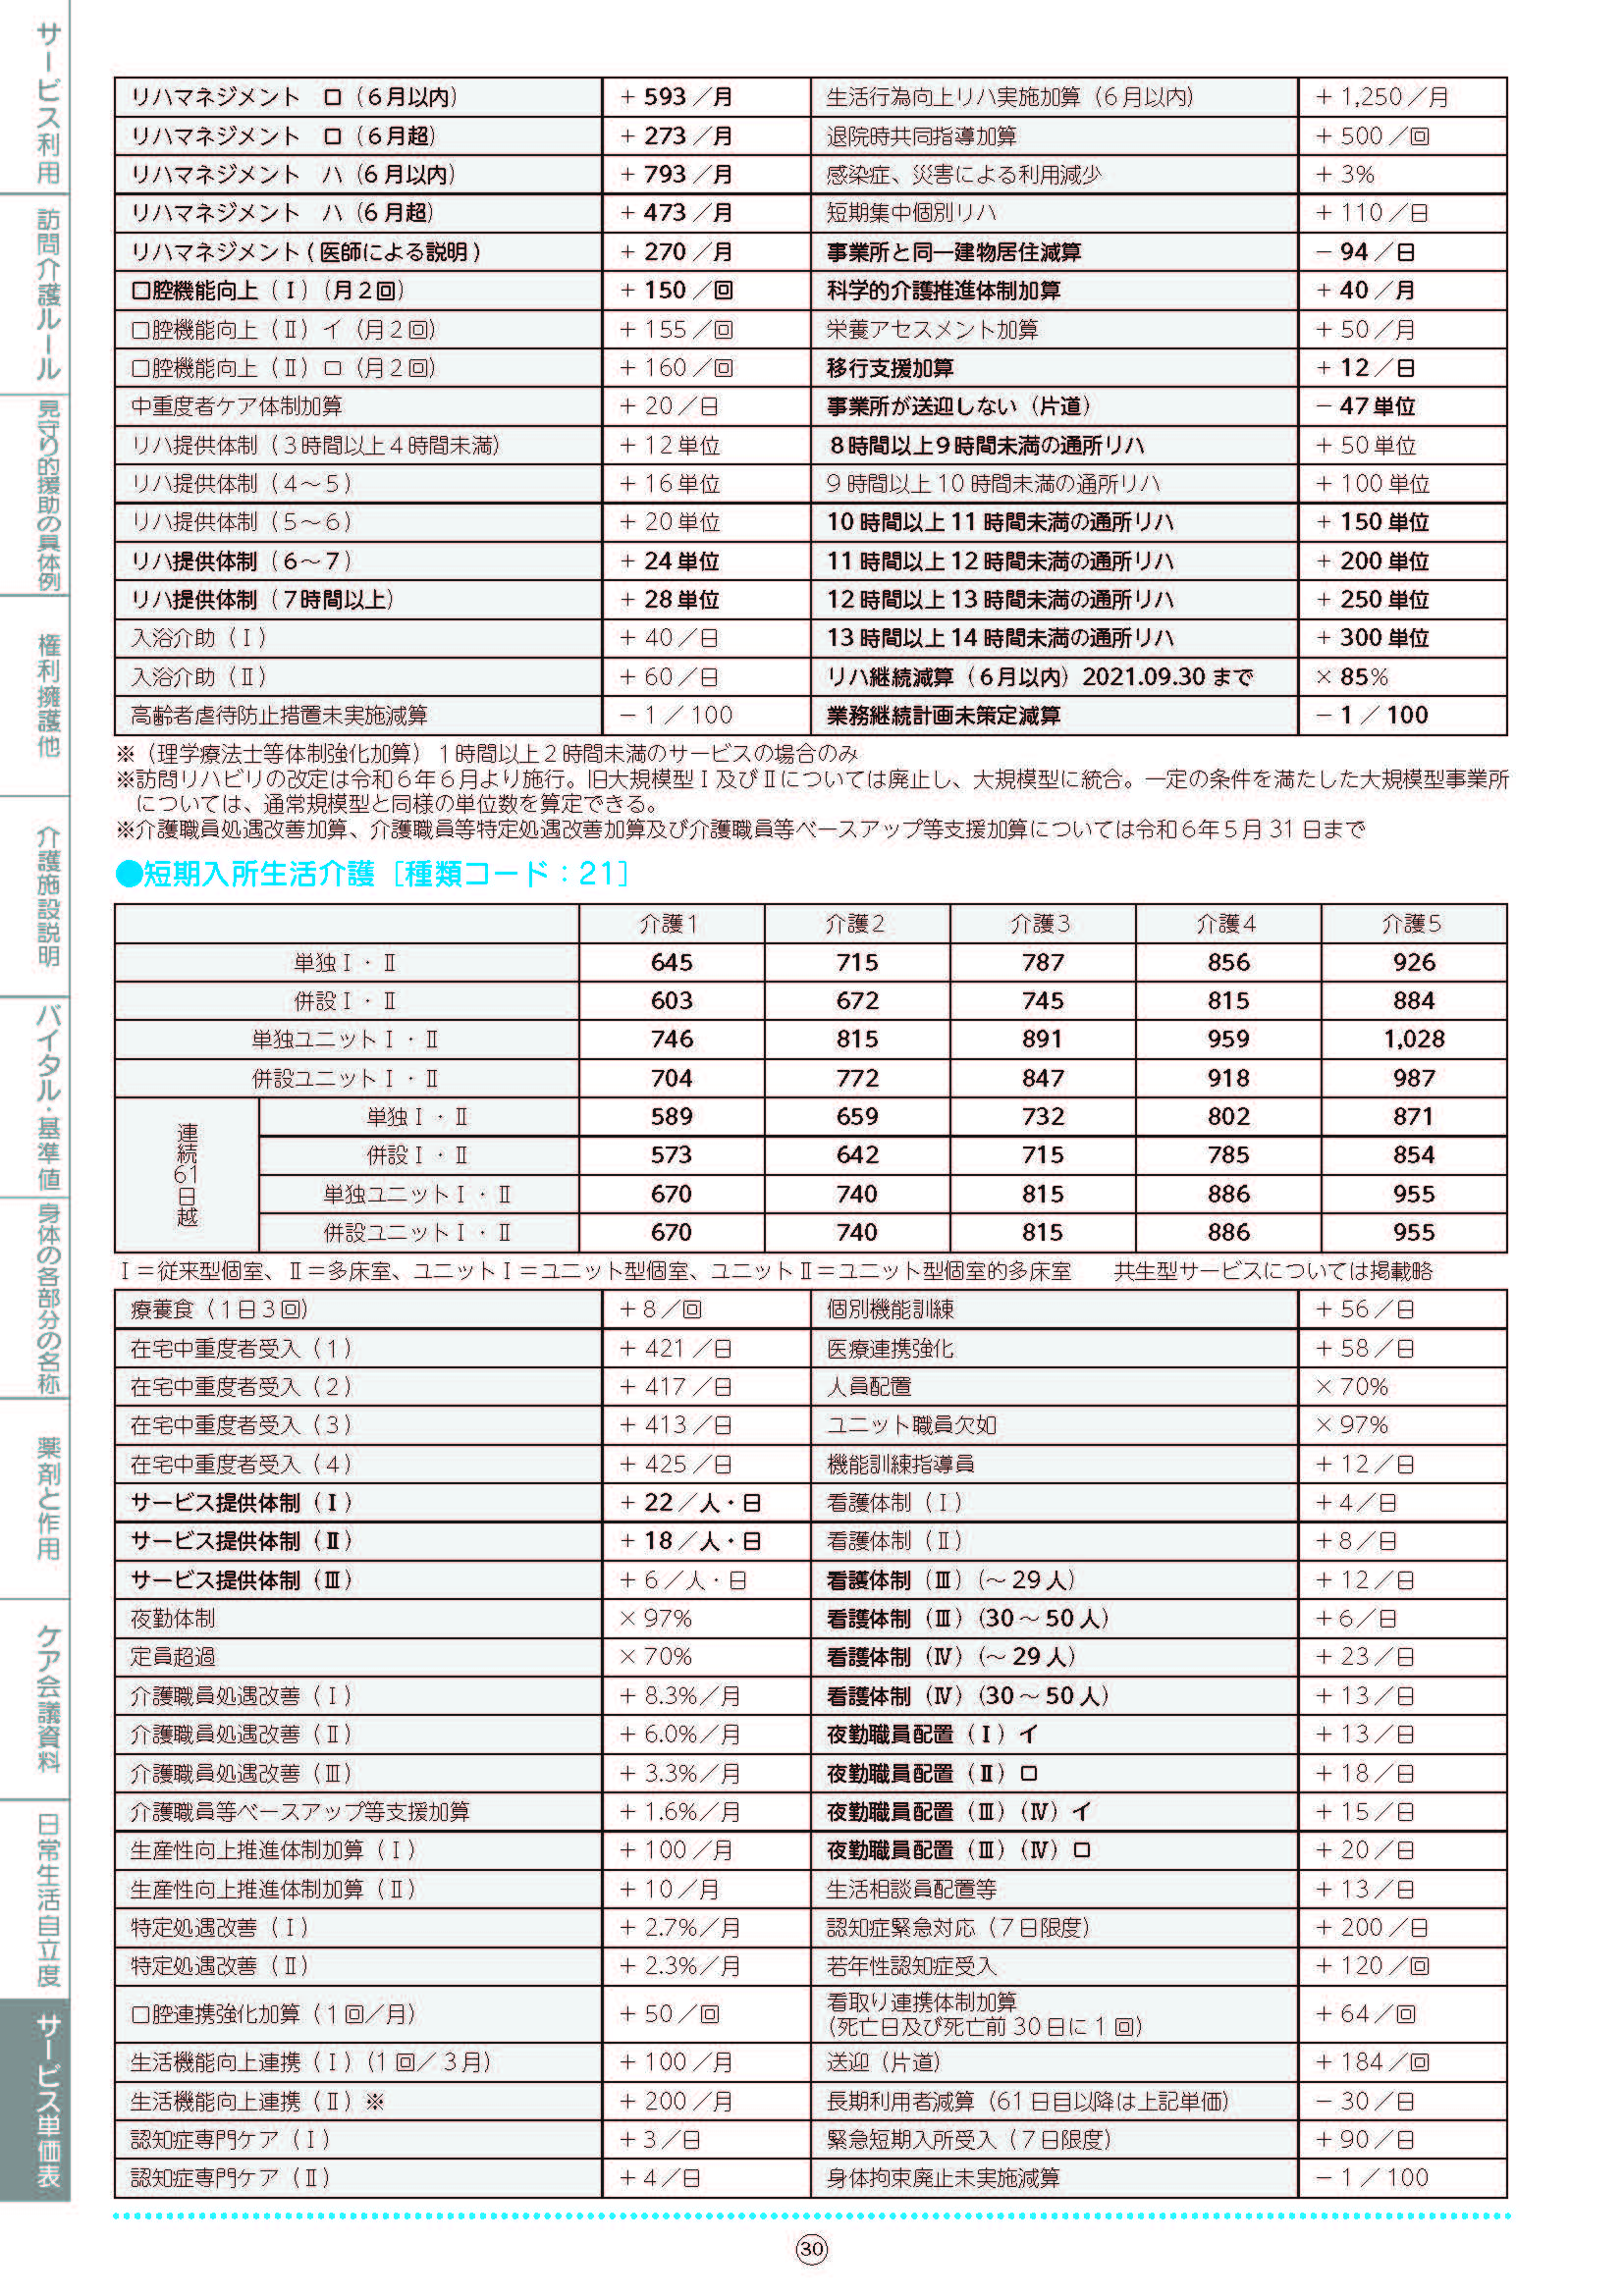 サービス利用
訪問介護ルール
見守り的援助の具体例
権利擁護他
介護施設説明
バイタル・基準値
身体の各部分の名称
薬剤と作用
ケア会議資料
日常生活自立度
サービス単価表
リハマネジメント　ロ（６月以内） ＋ 593 ／月 生活行為向上リハ実施加算（６月以内） ＋ 1,250 ／月
リハマネジメント　ロ（６月超） ＋ 273 ／月 退院時共同指導加算 ＋ 500 ／回
リハマネジメント　ハ（６月以内） ＋ 793 ／月 感染症、災害による利用減少 ＋ 3%
リハマネジメント　ハ（６月超） ＋ 473 ／月 短期集中個別リハ ＋ 110 ／日
リハマネジメント ( 医師による説明 ) ＋ 270 ／月 事業所と同一建物居住減算 － 94 ／日
口腔機能向上（Ⅰ）（月２回） ＋ 150 ／回 科学的介護推進体制加算 ＋ 40 ／月
口腔機能向上（Ⅱ）イ（月２回） ＋ 155 ／回 栄養アセスメント加算 ＋ 50 ／月
口腔機能向上（Ⅱ）ロ（月２回） ＋ 160 ／回 移行支援加算 ＋ 12 ／日
中重度者ケア体制加算 ＋ 20 ／日 事業所が送迎しない（片道） － 47 単位
リハ提供体制（３時間以上４時間未満） ＋ 12 単位 ８時間以上９時間未満の通所リハ ＋ 50 単位
リハ提供体制（４～５） ＋ 16 単位 ９時間以上 10 時間未満の通所リハ ＋ 100 単位
リハ提供体制（５～６） ＋ 20 単位 10 時間以上 11 時間未満の通所リハ ＋ 150 単位
リハ提供体制（６～７） ＋ 24 単位 11 時間以上 12 時間未満の通所リハ ＋ 200 単位
リハ提供体制（７時間以上） ＋ 28 単位 12 時間以上 13 時間未満の通所リハ ＋ 250 単位
入浴介助（Ⅰ） ＋ 40 ／日 13 時間以上 14 時間未満の通所リハ ＋ 300 単位
入浴介助（Ⅱ） ＋ 60 ／日 リハ継続減算（６月以内）2021.09.30 まで × 85%
高齢者虐待防止措置未実施減算 － 1 ／ 100 業務継続計画未策定減算 － 1 ／ 100
※（理学療法士等体制強化加算）１時間以上２時間未満のサービスの場合のみ
※訪問リハビリの改定は令和６年６月より施行。旧大規模型Ⅰ及びⅡについては廃止し、大規模型に統合。一定の条件を満たした大規模型事業所
については、通常規模型と同様の単位数を算定できる。
※介護職員処遇改善加算、介護職員等特定処遇改善加算及び介護職員等ベースアップ等支援加算については令和６年５月 31 日まで
●短期入所生活介護［種類コード：21］
介護１ 介護２ 介護３ 介護４ 介護５
単独Ⅰ・Ⅱ 645 715 787 856 926
併設Ⅰ・Ⅱ 603 672 745 815 884
単独ユニットⅠ・Ⅱ 746 815 891 959 1,028
併設ユニットⅠ・Ⅱ 704 772 847 918 987
連続61日越
単独Ⅰ・Ⅱ 589 659 732 802 871
併設Ⅰ・Ⅱ 573 642 715 785 854
単独ユニットⅠ・Ⅱ 670 740 815 886 955
併設ユニットⅠ・Ⅱ 670 740 815 886 955
Ⅰ＝従来型個室、Ⅱ＝多床室、ユニットⅠ＝ユニット型個室、ユニットⅡ＝ユニット型個室的多床室　　共生型サービスについては掲載略
療養食（１日３回） ＋ 8 ／回 個別機能訓練 ＋ 56 ／日
在宅中重度者受入（１） ＋ 421 ／日 医療連携強化 ＋ 58 ／日
在宅中重度者受入（２） ＋ 417 ／日 人員配置 × 70%
在宅中重度者受入（３） ＋ 413 ／日 ユニット職員欠如 × 97%
在宅中重度者受入（４） ＋ 425 ／日 機能訓練指導員 ＋ 12 ／日
サービス提供体制（Ⅰ） ＋ 22 ／人・日 看護体制（Ⅰ） ＋ 4 ／日
サービス提供体制（Ⅱ） ＋ 18 ／人・日 看護体制（Ⅱ） ＋ 8 ／日
サービス提供体制（Ⅲ） ＋ 6 ／人・日 看護体制（Ⅲ）（～ 29 人） ＋ 12 ／日
夜勤体制 × 97% 看護体制（Ⅲ）（30 ～ 50 人） ＋ 6 ／日
定員超過 × 70% 看護体制（Ⅳ）（～ 29 人） ＋ 23 ／日
介護職員処遇改善（Ⅰ） ＋ 8.3%／月 看護体制（Ⅳ）（30 ～ 50 人） ＋ 13 ／日
介護職員処遇改善（Ⅱ） ＋ 6.0%／月 夜勤職員配置（Ⅰ）イ ＋ 13 ／日
介護職員処遇改善（Ⅲ） ＋ 3.3%／月 夜勤職員配置（Ⅱ）ロ ＋ 18 ／日
介護職員等ベースアップ等支援加算 ＋ 1.6%／月 夜勤職員配置（Ⅲ）（Ⅳ）イ ＋ 15 ／日
生産性向上推進体制加算（Ⅰ） ＋ 100 ／月 夜勤職員配置（Ⅲ）（Ⅳ）ロ ＋ 20 ／日
生産性向上推進体制加算（Ⅱ） ＋ 10 ／月 生活相談員配置等 ＋ 13 ／日
特定処遇改善（Ⅰ） ＋ 2.7%／月 認知症緊急対応（７日限度） ＋ 200 ／日
特定処遇改善（Ⅱ） ＋ 2.3%／月 若年性認知症受入 ＋ 120 ／回
口腔連携強化加算（１回／月） ＋ 50 ／回 看取り連携体制加算
（死亡日及び死亡前 30 日に１回） ＋ 64 ／回
生活機能向上連携（Ⅰ）（１回／３月） ＋ 100 ／月 送迎（片道） ＋ 184 ／回
生活機能向上連携（Ⅱ）※ ＋ 200 ／月 長期利用者減算（61 日目以降は上記単価） － 30 ／日
認知症専門ケア（Ⅰ） ＋ 3 ／日 緊急短期入所受入（７日限度） ＋ 90 ／日
認知症専門ケア（Ⅱ） ＋ 4 ／日 身体拘束廃止未実施減算 － 1 ／ 100
30